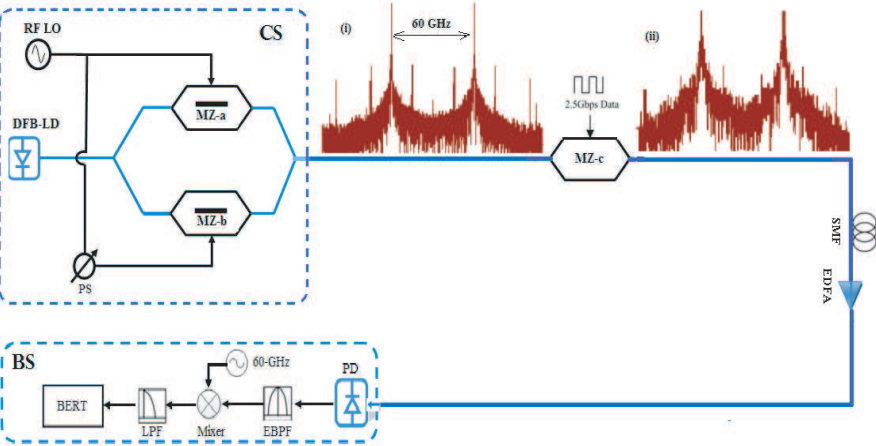 RF LO
CS
(i)
60 GHz
(ii)
DFB-LD
MZ-a
2.5Gbps Data
MZ-c
MZ-b
PS
SMF
EDFA
BS
60-GHz
PD
BERT
LPF
Mixer
EBPF